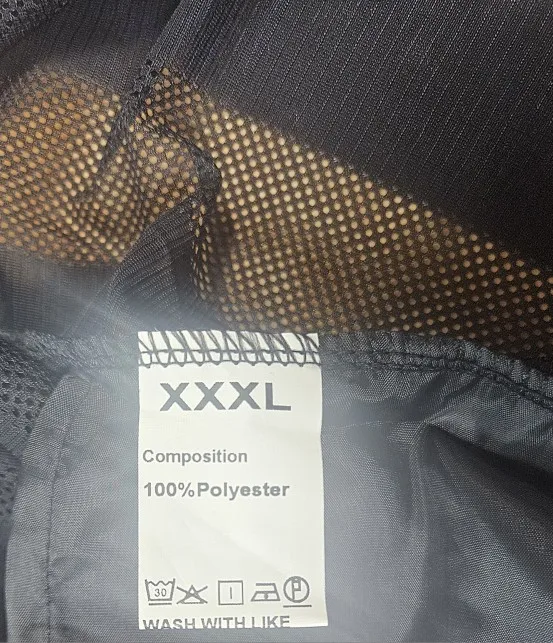 XXXL
Composition
100%Polyester
30 P
WASH WITH LIKE